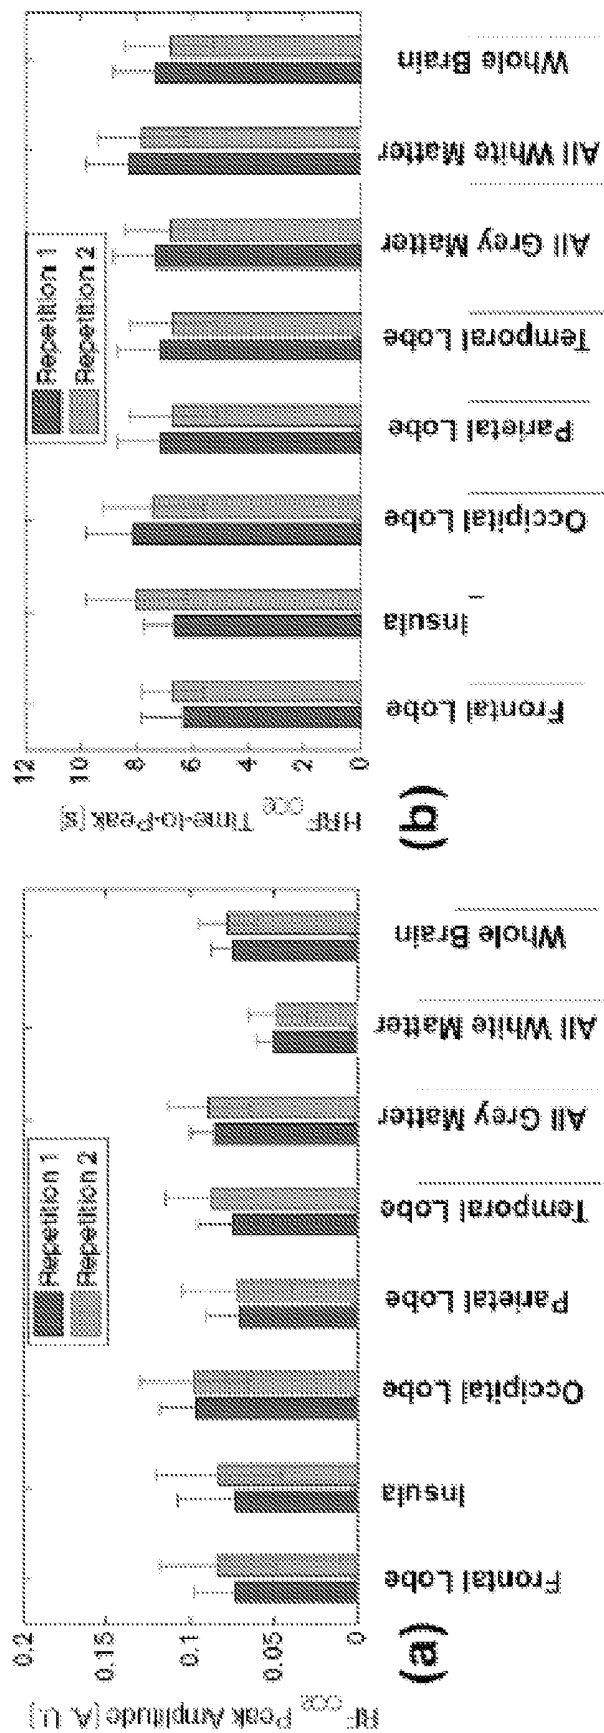 0.2
0.15
0.1
0.05
0
Peak Amplitude (A. U.)
CO2
Repetition 1
Repetition 2
Frontal Lobe
Insula
Occipital Lobe
Parietal Lobe
Temporal Lobe
All Grey Matter
All White Matter
Whole Brain
(a)
12
10
8
6
4
2
0
HRF CO2 Time-to-Peak (s)
Repetition 1
Repetition 2
Frontal Lobe
Insula
Occipital Lobe
Parietal Lobe
Temporal Lobe
All Grey Matter
All White Matter
Whole Brain
(b)